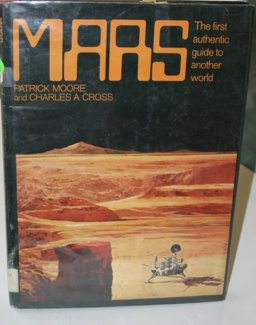 MARS
The first
authentic
guide to
another
world
PATRICK MOORE
and CHARLES A CROSS